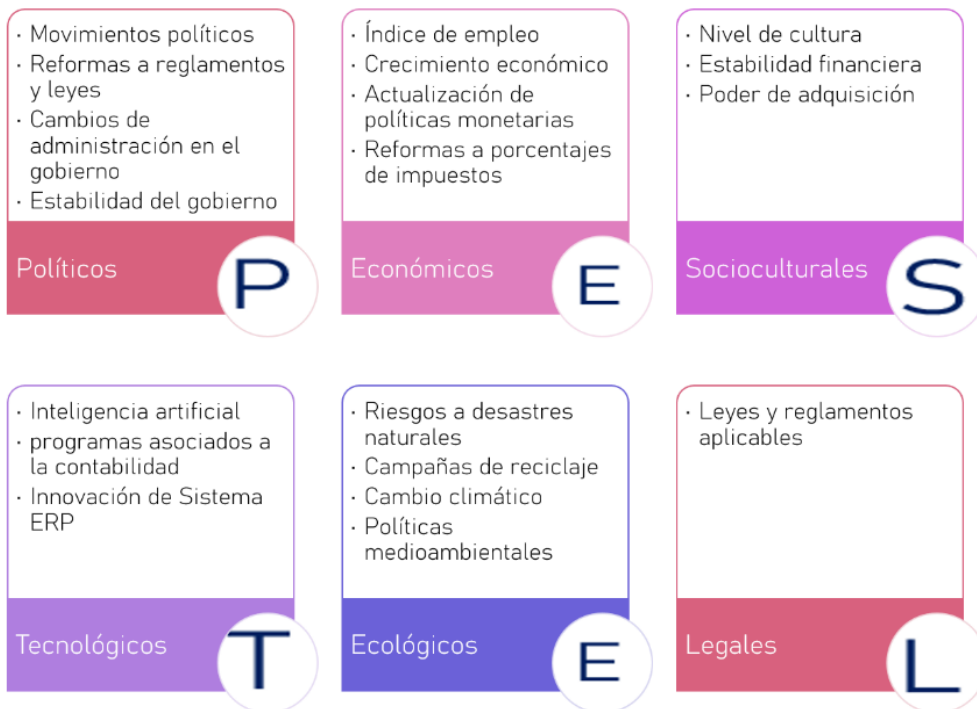 · Movimientos políticos
· Reformas a reglamentos
y leyes
· Cambios de
administración en el
gobierno
· Estabilidad del gobierno
Políticos
P
· Índice de empleo
· Crecimiento económico
· Actualización de
políticas monetarias
· Reformas a porcentajes
de impuestos
Económicos
E
· Nivel de cultura
· Estabilidad financiera
· Poder de adquisición
Socioculturales
S
· Inteligencia artificial
· programas asociados a
la contabilidad
· Innovación de Sistema
ERP
Tecnológicos
T
· Riesgos a desastres
naturales
· Campañas de reciclaje
· Cambio climático
· Políticas
medioambientales
Ecológicos
E
· Leyes y reglamentos
aplicables
Legales
L